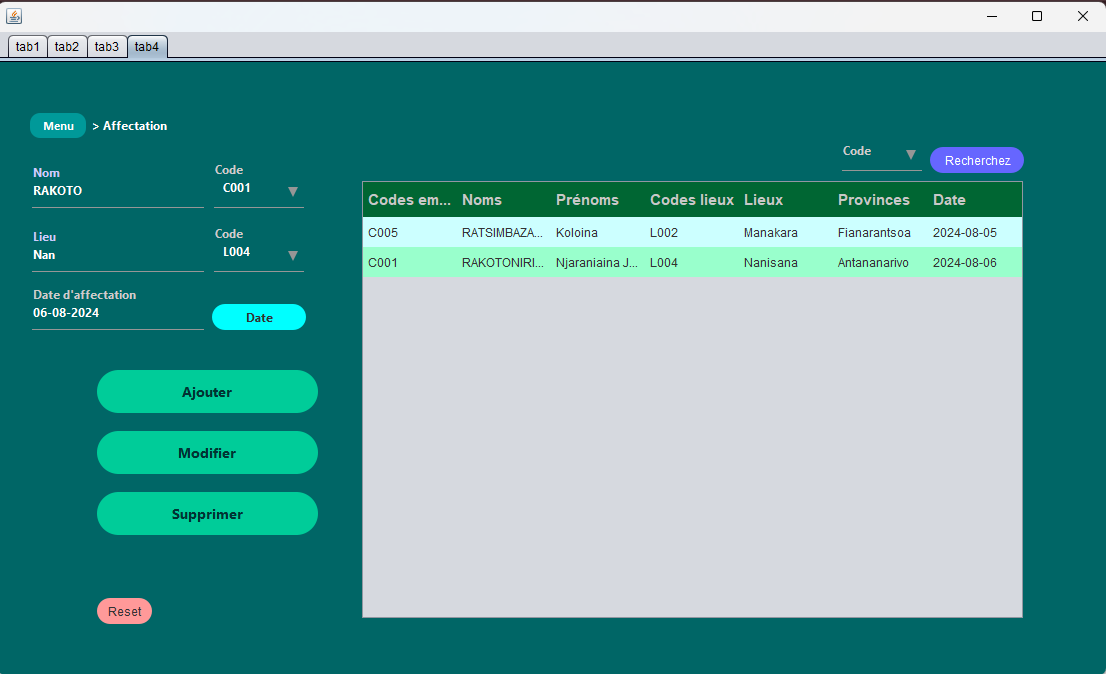 tab1 tab2 tab3 tab4
Menu > Affectation
Nom
RAKOTO
Code
C001
Lieu
Nan
Code
L004
Date d'affectation
06-08-2024
Date
Ajouter
Modifier
Supprimer
Reset
Code
Recherchez
Codes em... Noms Prénoms Codes lieux Lieux Provinces Date
C005 RATSIMBAZA... Koloina L002 Manakara Fianarantsoa 2024-08-05
C001 RAKOTONIRI... Njaraniaina J... L004 Nanisana Antananarivo 2024-08-06